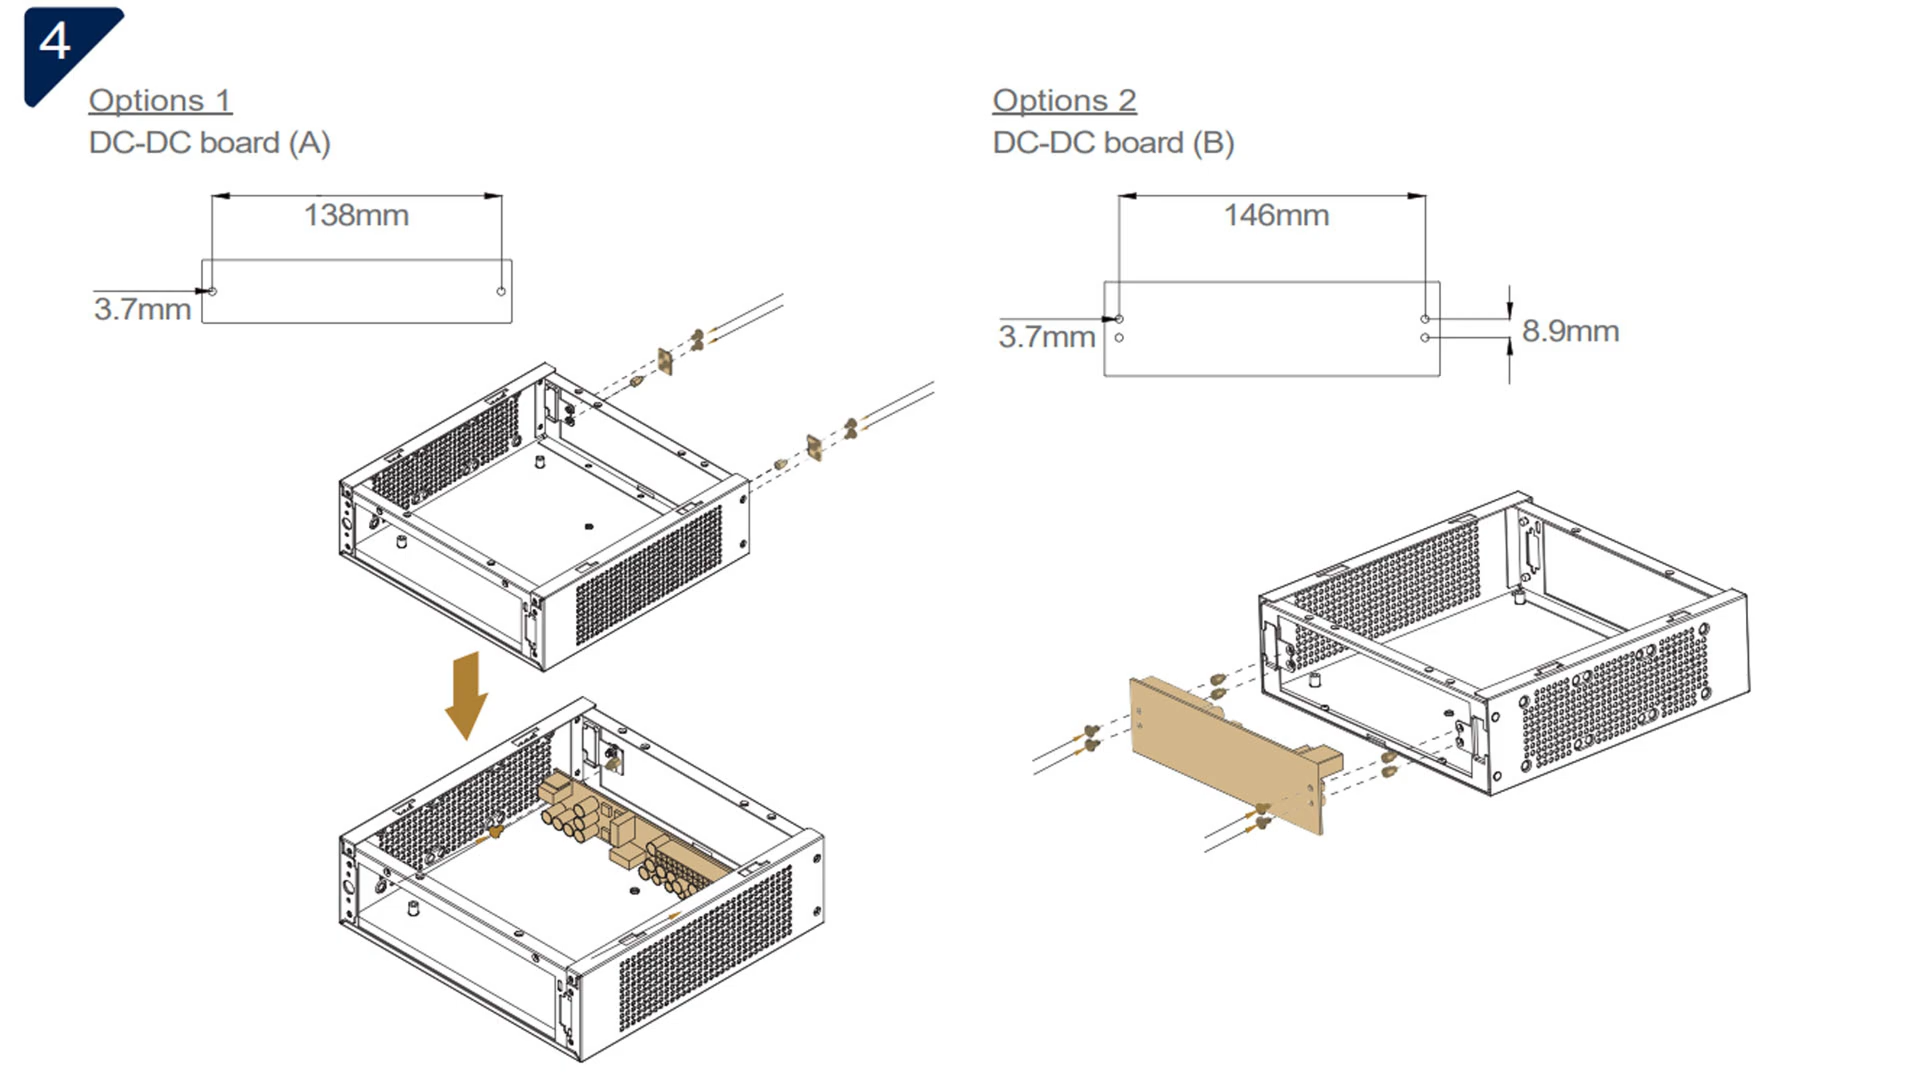 4
Options 1
DC-DC board (A)
138mm
3.7mm
Options 2
DC-DC board (B)
146mm
3.7mm
8.9mm